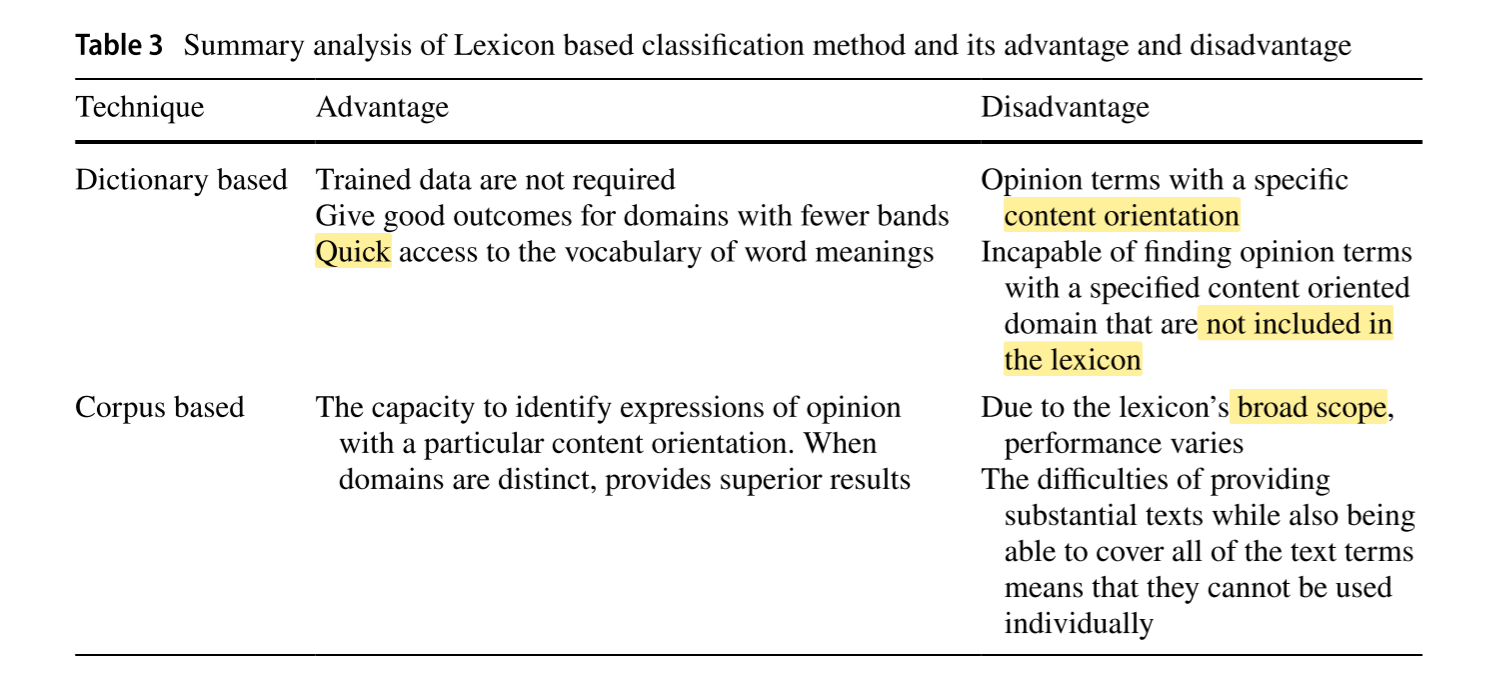 Table 3 Summary analysis of Lexicon based classification method and its advantage and disadvantage
Technique Advantage Disadvantage
Dictionary based Trained data are not required Opinion terms with a specific
Give good outcomes for domains with fewer bands content orientation
Quick access to the vocabulary of word meanings Incapable of finding opinion terms
with a specified content oriented
domain that are not included in
the lexicon
Corpus based The capacity to identify expressions of opinion Due to the lexicon's broad scope,
with a particular content orientation. When performance varies
domains are distinct, provides superior results The difficulties of providing
substantial texts while also being
able to cover all of the text terms
means that they cannot be used
individually